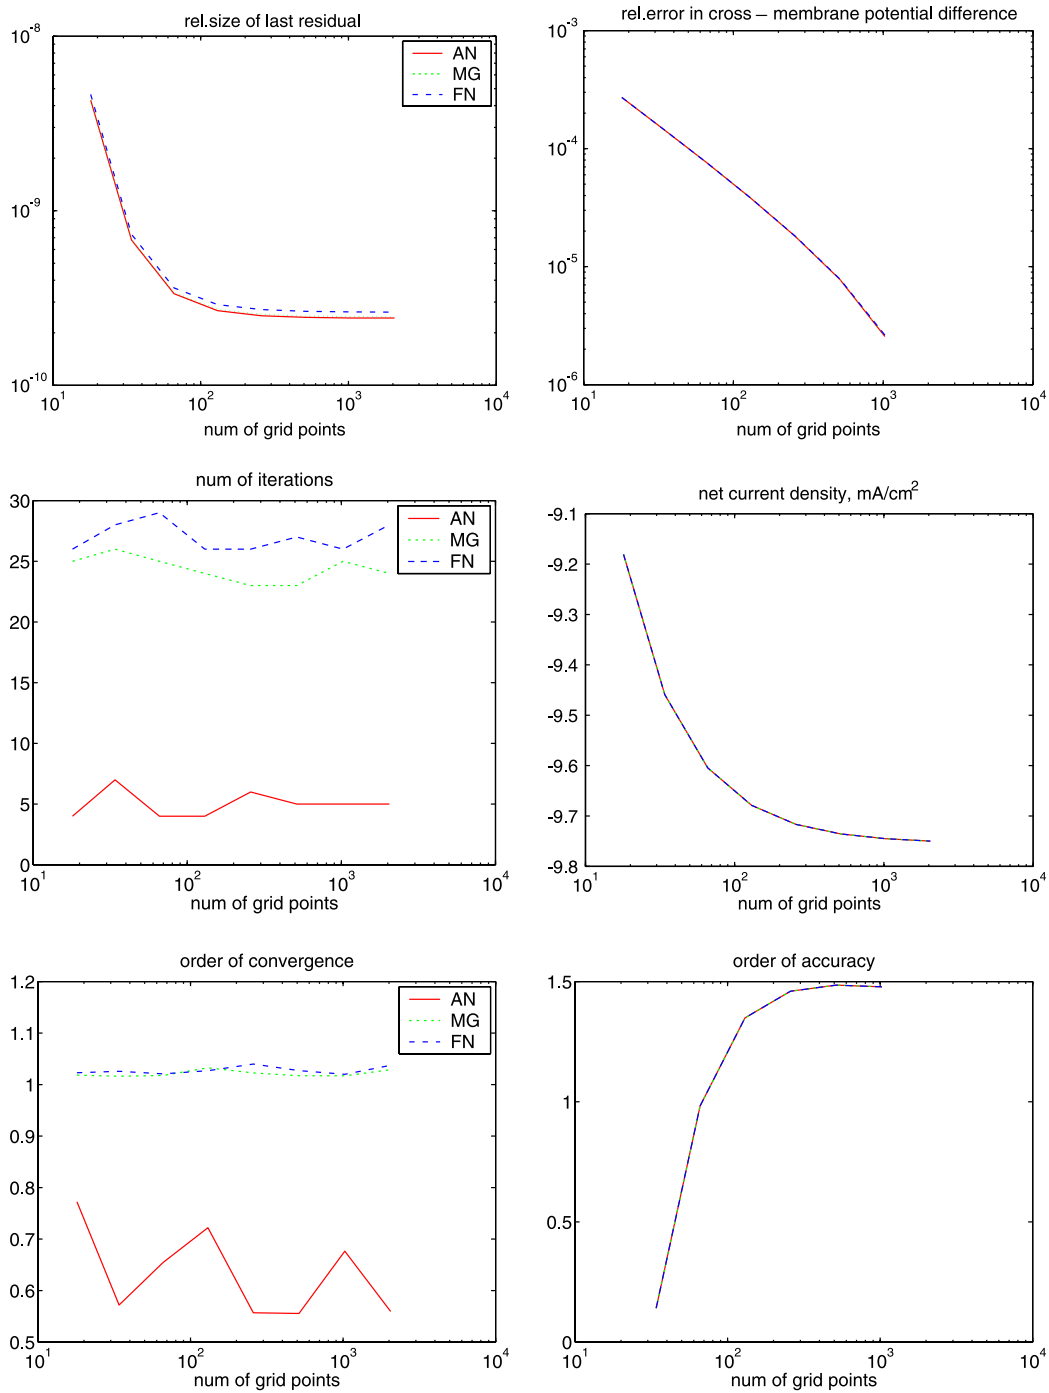 rel.size of last residual
10^-8
10^-9
10^-10
10^1
10^2
10^3
10^4
num of grid points
AN
MG
FN
rel.error in cross – membrane potential difference
10^-3
10^-4
10^-5
10^-6
10^1
10^2
10^3
10^4
num of grid points
num of iterations
30
25
20
15
10
5
0
10^1
10^2
10^3
10^4
num of grid points
AN
MG
FN
net current density, mA/cm^2
-9.1
-9.2
-9.3
-9.4
-9.5
-9.6
-9.7
-9.8
10^1
10^2
10^3
10^4
num of grid points
order of convergence
1.2
1.1
1
0.9
0.8
0.7
0.6
0.5
10^1
10^2
10^3
10^4
num of grid points
AN
MG
FN
order of accuracy
1.5
1
0.5
0
10^1
10^2
10^3
10^4
num of grid points